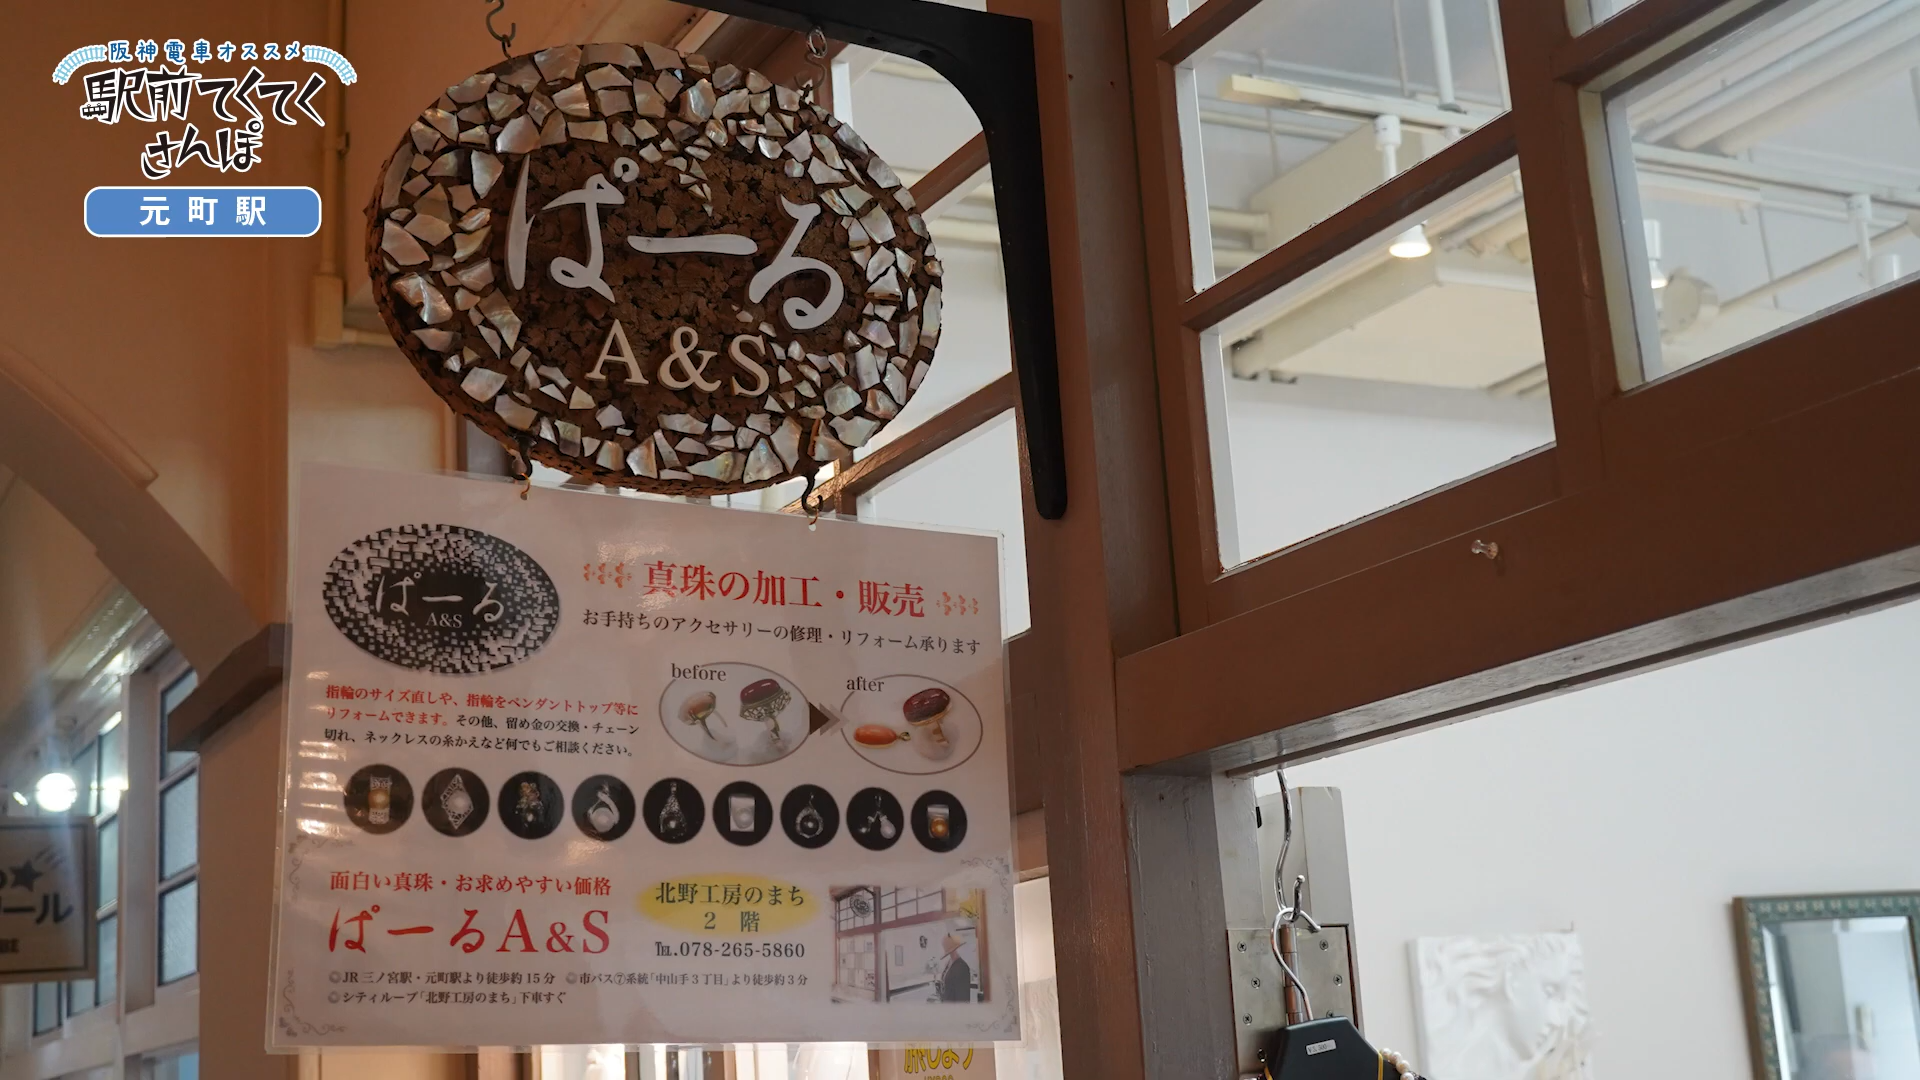 阪神電車オススメ
駅前てくてく
さんぽ
元町駅
ぱーる
A&S
ぱーる
A&S
真珠の加工・販売
お手持ちのアクセサリーの修理・リフォーム承ります
before
after
指輪のサイズ直しや、指輪をペンダントトップ等に
リフォームできます。その他、留め金の交換・チェーン
切れ、ネックレスの糸かえなど何でもご相談ください。
面白い真珠・お求めやすい価格
ぱーるA&S
北野工房のまち
2 階
℡.078-265-5860
◎JR三ノ宮駅・元町駅より徒歩約15分 ◎市バス⑦系統「中山手3丁目」より徒歩約3分
◎シティループ「北野工房のまち」下車すぐ